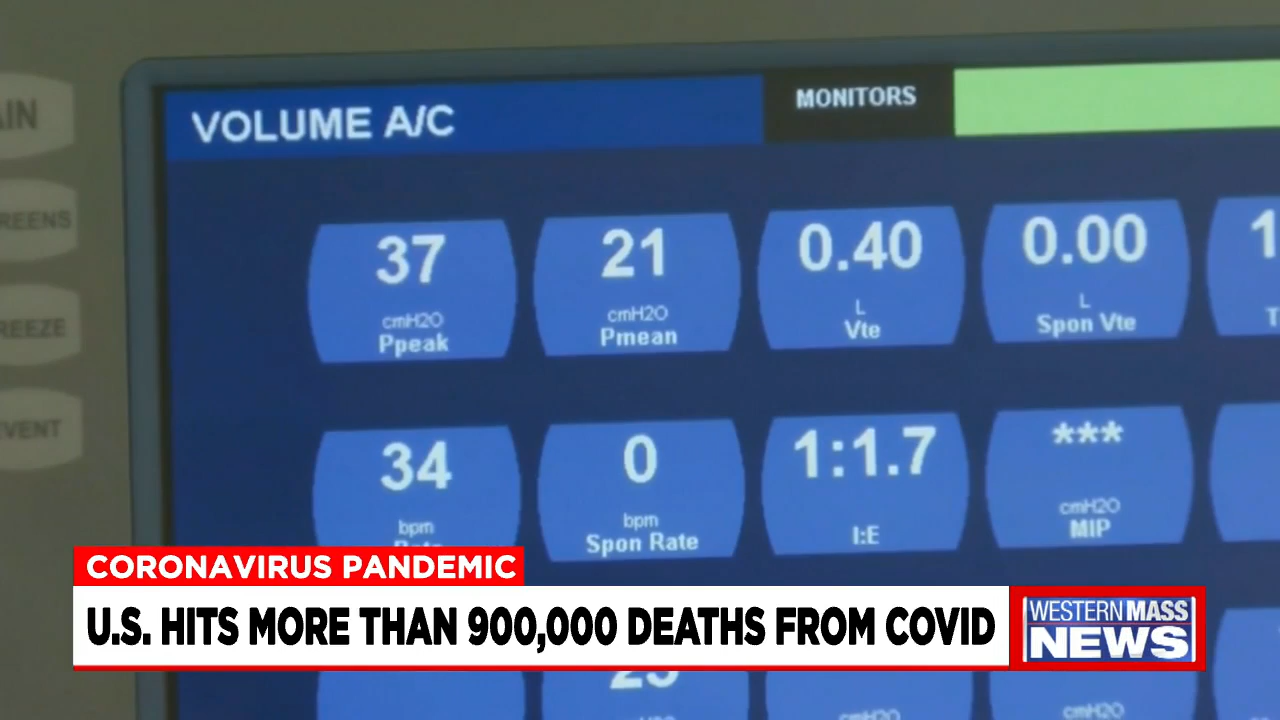 VOLUME A/C
MONITORS
37
cmH2O
Ppeak
21
cmH2O
Pmean
0.40
L
Vte
0.00
L
Spon Vte
34
bpm
0
bpm
Spon Rate
1:1.7
I:E
***
cmH2O
MIP
CORONAVIRUS PANDEMIC
U.S. HITS MORE THAN 900,000 DEATHS FROM COVID
WESTERN MASS
NEWS
cmH2O
cmH2O